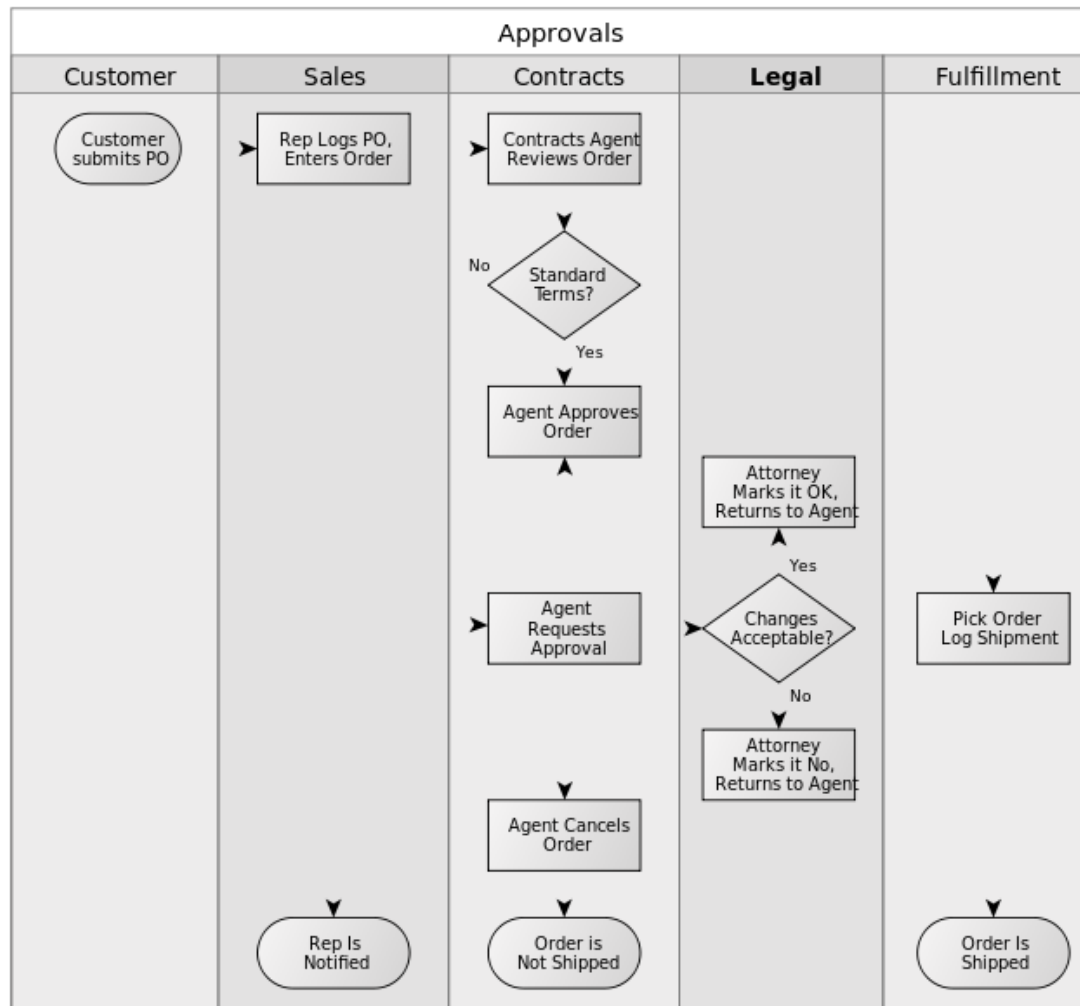 Approvals
Customer
Sales
Contracts
Legal
Fulfillment
Customer
submits PO
Rep Logs PO,
Enters Order
Contracts Agent
Reviews Order
No
Standard
Terms?
Yes
Agent Approves
Order
Attorney
Marks it OK,
Returns to Agent
Yes
Agent
Requests
Approval
Changes
Acceptable?
Pick Order
Log Shipment
No
Attorney
Marks it No,
Returns to Agent
Agent Cancels
Order
Rep Is
Notified
Order is
Not Shipped
Order Is
Shipped